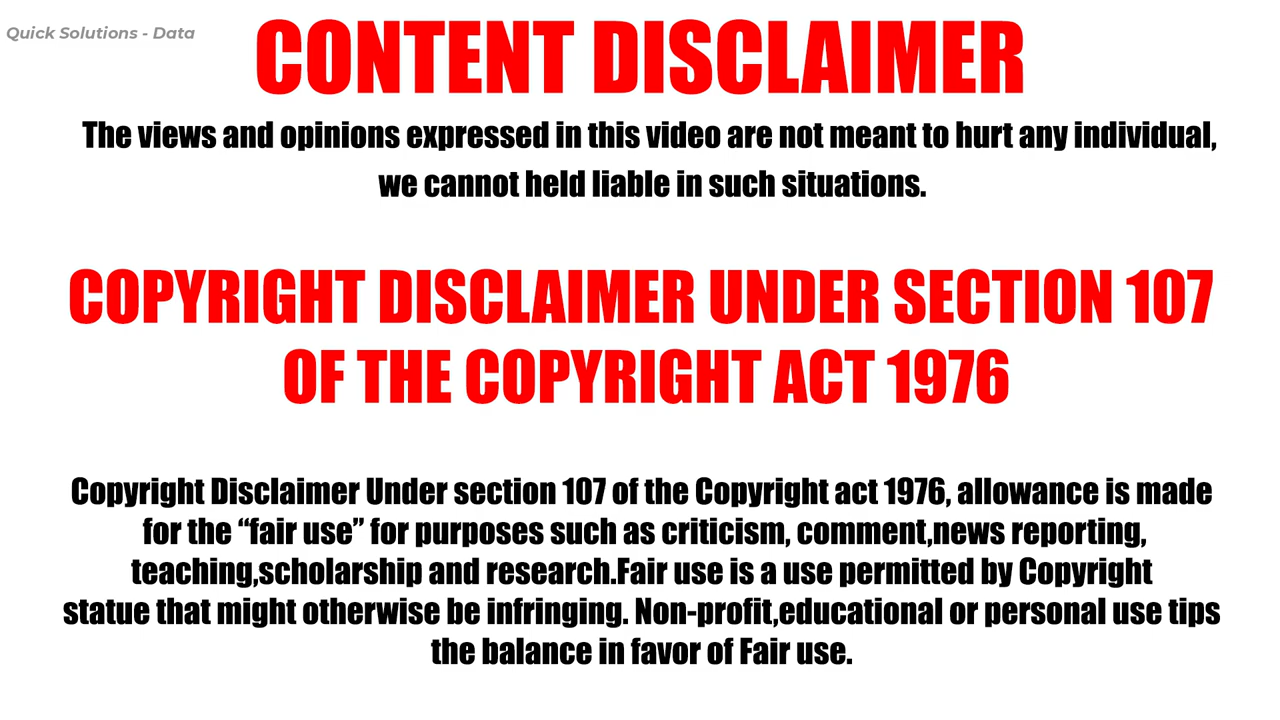 Quick Solutions - Data
CONTENT DISCLAIMER
The views and opinions expressed in this video are not meant to hurt any individual,
we cannot held liable in such situations.
COPYRIGHT DISCLAIMER UNDER SECTION 107
OF THE COPYRIGHT ACT 1976
Copyright Disclaimer Under section 107 of the Copyright act 1976, allowance is made
for the “fair use” for purposes such as criticism, comment,news reporting,
teaching,scholarship and research.Fair use is a use permitted by Copyright
statue that might otherwise be infringing. Non-profit,educational or personal use tips
the balance in favor of Fair use.